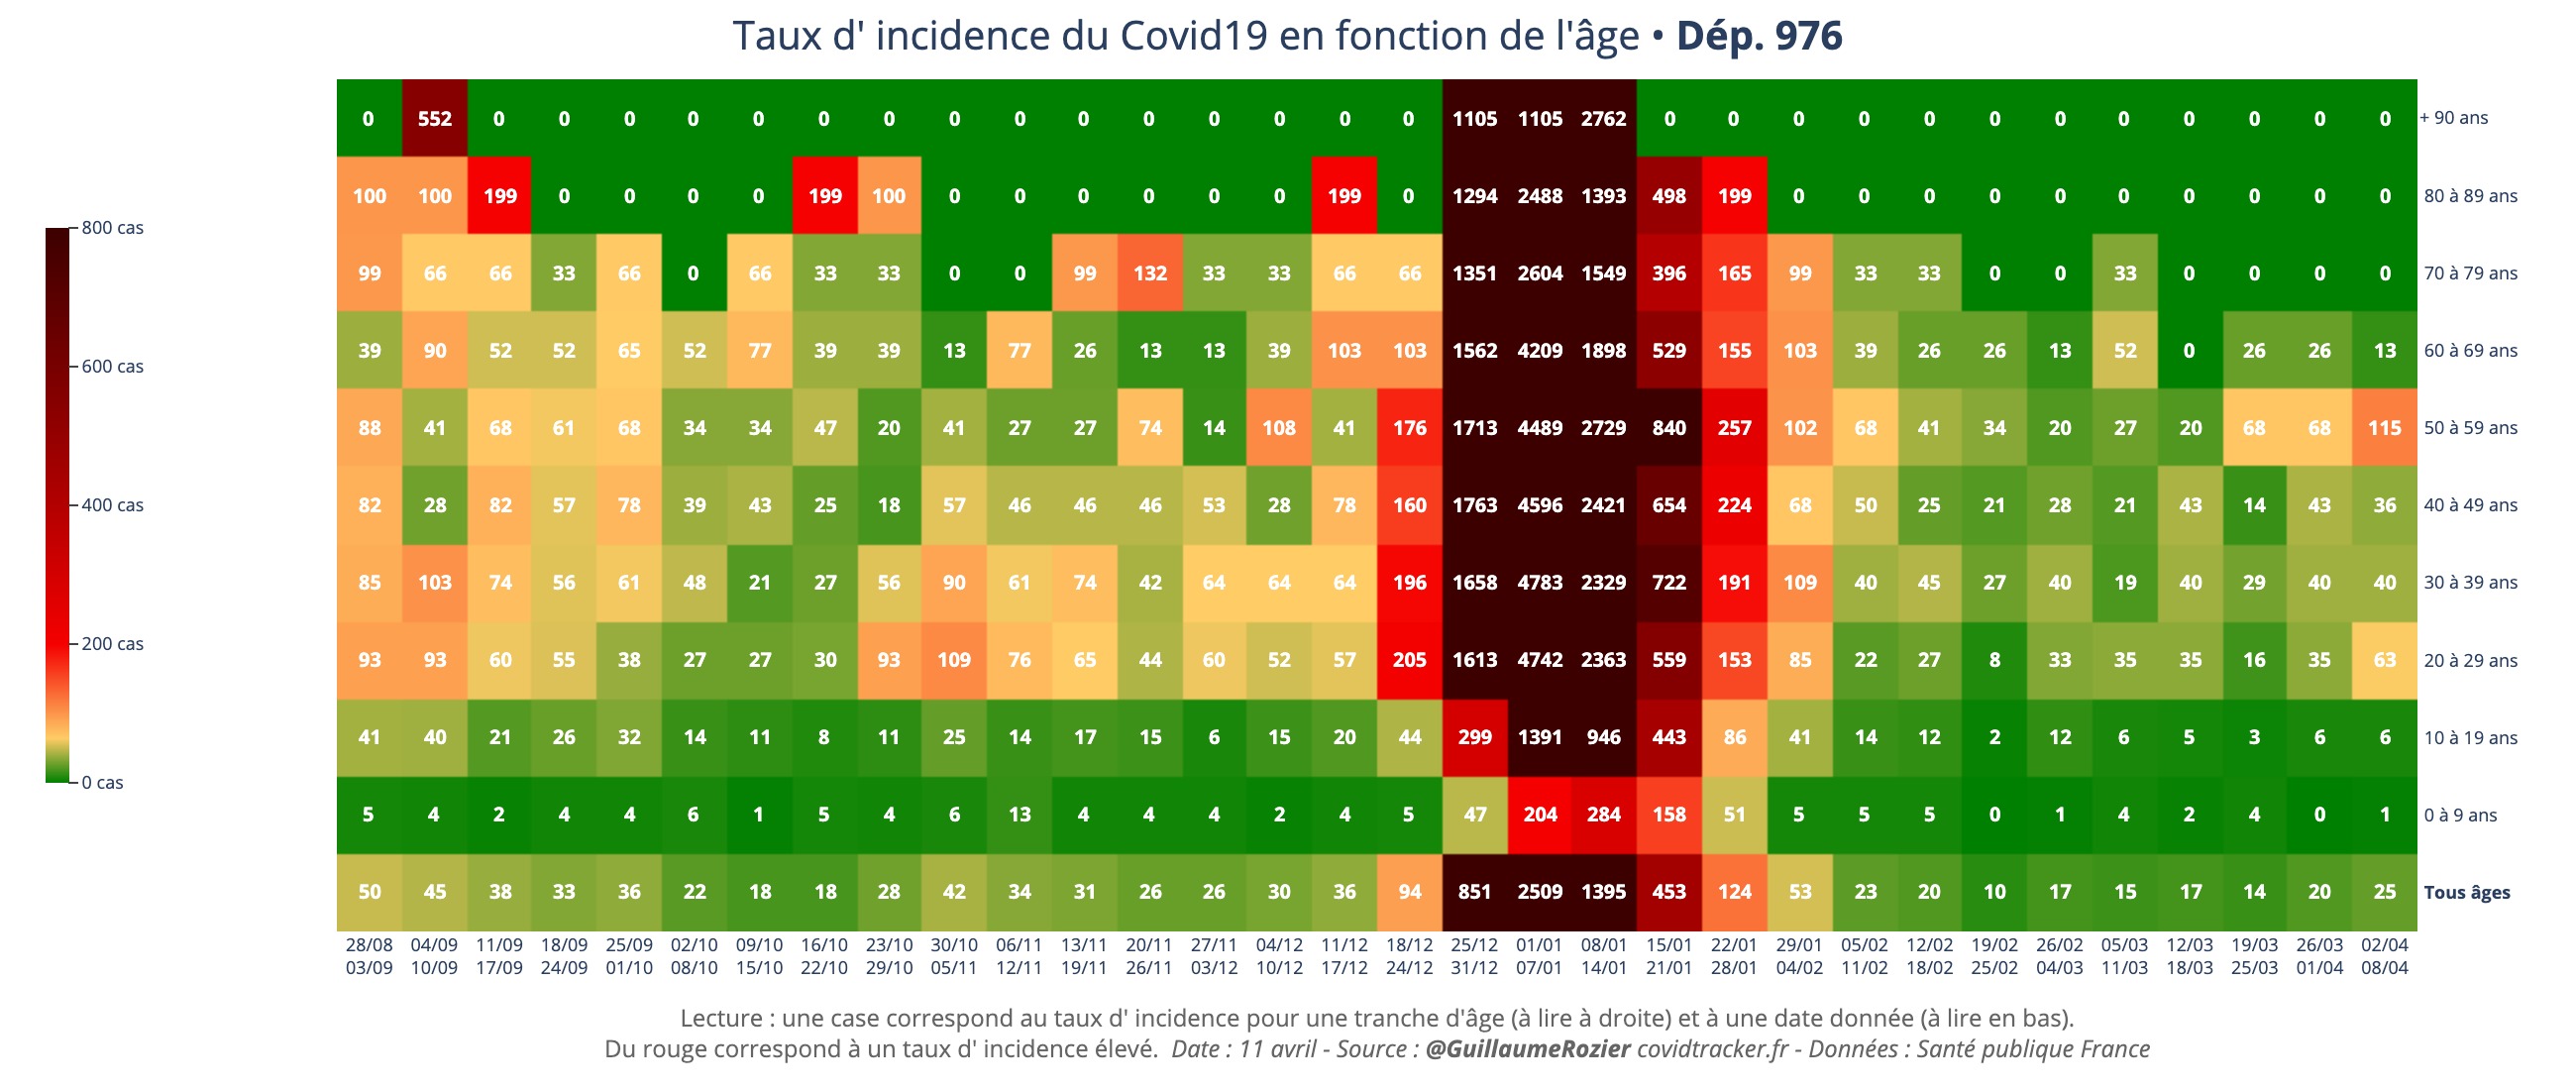 Taux d' incidence du Covid19 en fonction de l'âge • Dép. 976
800 cas
600 cas
400 cas
200 cas
0 cas
0 552 0 0 0 0 0 0 0 0 0 0 0 0 0 0 0 1105 1105 2762 0 0 0 0 0 0 0 0 0 0 0 0 + 90 ans
100 100 199 0 0 0 0 199 100 0 0 0 0 0 0 199 0 1294 2488 1393 498 199 0 0 0 0 0 0 0 0 0 0 80 à 89 ans
99 66 66 33 66 0 66 33 33 0 0 99 132 33 33 66 66 1351 2604 1549 396 165 99 33 33 0 0 33 0 0 0 0 70 à 79 ans
39 90 52 52 65 52 77 39 39 13 77 26 13 13 39 103 103 1562 4209 1898 529 155 103 39 26 26 13 52 0 26 26 13 60 à 69 ans
88 41 68 61 68 34 34 47 20 41 27 27 74 14 108 41 176 1713 4489 2729 840 257 102 68 41 34 20 27 20 68 68 115 50 à 59 ans
82 28 82 57 78 39 43 25 18 57 46 46 46 53 28 78 160 1763 4596 2421 654 224 68 50 25 21 28 21 43 14 43 36 40 à 49 ans
85 103 74 56 61 48 21 27 56 90 61 74 42 64 64 64 196 1658 4783 2329 722 191 109 40 45 27 40 19 40 29 40 40 30 à 39 ans
93 93 60 55 38 27 27 30 93 109 76 65 44 60 52 57 205 1613 4742 2363 559 153 85 22 27 8 33 35 35 16 35 63 20 à 29 ans
41 40 21 26 32 14 11 8 11 25 14 17 15 6 15 20 44 299 1391 946 443 86 41 14 12 2 12 6 5 3 6 6 10 à 19 ans
5 4 2 4 4 6 1 5 4 6 13 4 4 4 2 4 5 47 204 284 158 51 5 5 5 0 1 4 2 4 0 1 0 à 9 ans
50 45 38 33 36 22 18 18 28 42 34 31 26 26 30 36 94 851 2509 1395 453 124 53 23 20 10 17 15 17 14 20 25 Tous âges
28/08 04/09 11/09 18/09 25/09 02/10 09/10 16/10 23/10 30/10 06/11 13/11 20/11 27/11 04/12 11/12 18/12 25/12 01/01 08/01 15/01 22/01 29/01 05/02 12/02 19/02 26/02 05/03 12/03 19/03 26/03 02/04
03/09 10/09 17/09 24/09 01/10 08/10 15/10 22/10 29/10 05/11 12/11 19/11 26/11 03/12 10/12 17/12 24/12 31/12 07/01 14/01 21/01 28/01 04/02 11/02 18/02 25/02 04/03 11/03 18/03 25/03 01/04 08/04
Lecture : une case correspond au taux d' incidence pour une tranche d'âge (à lire à droite) et à une date donnée (à lire en bas).
Du rouge correspond à un taux d' incidence élevé. Date : 11 avril - Source : @GuillaumeRozier covidtracker.fr - Données : Santé publique France